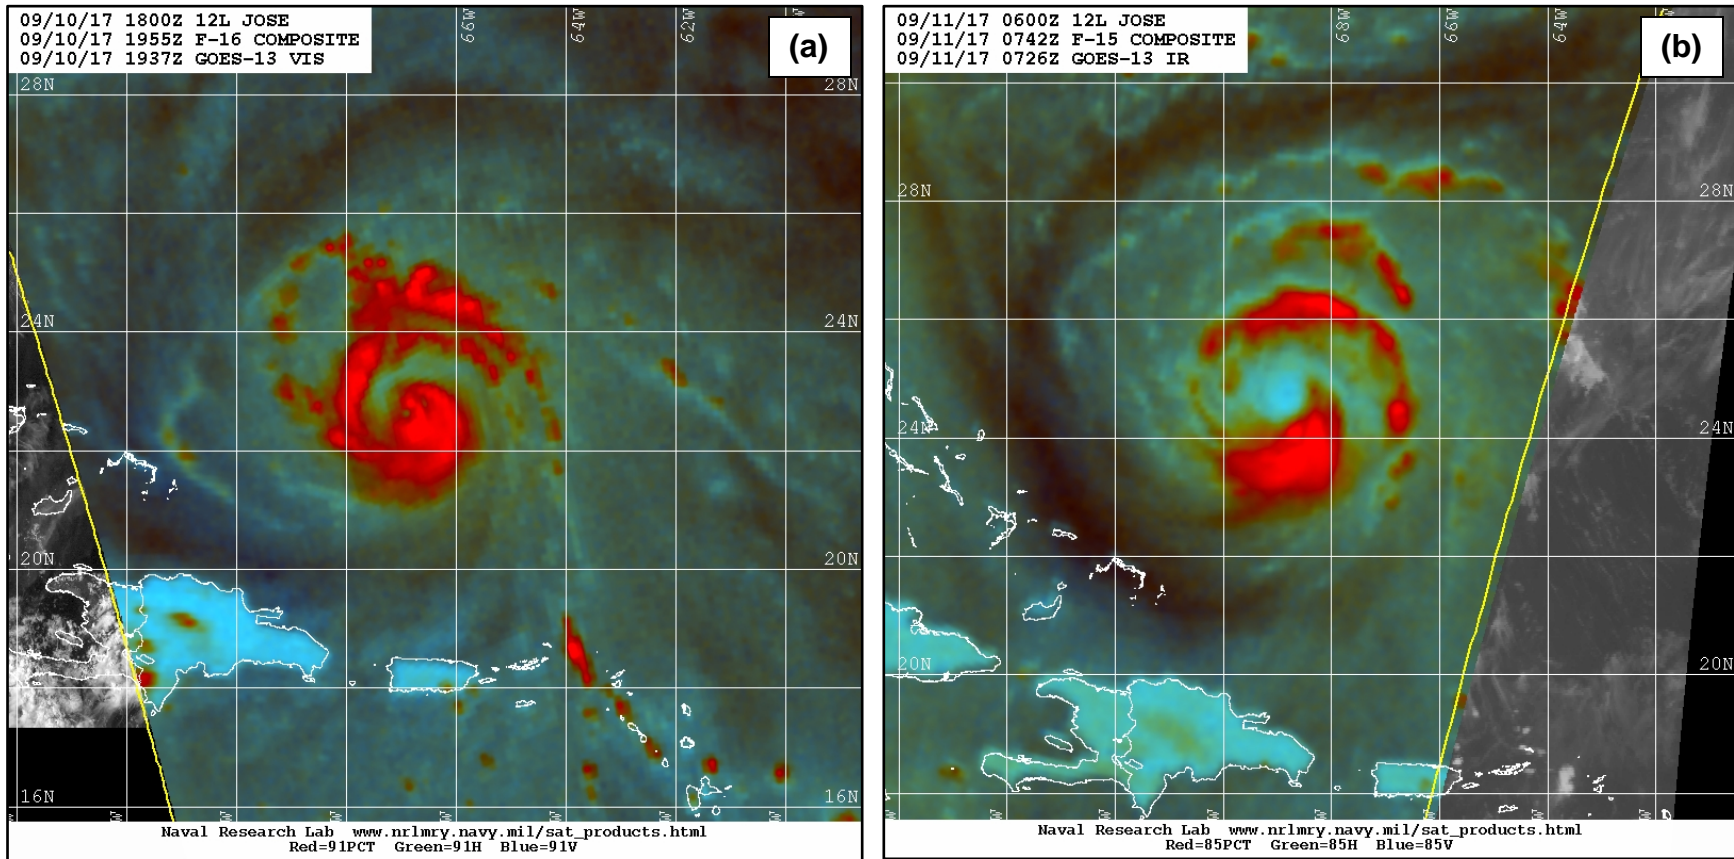 09/10/17 1800Z 12L JOSE
09/10/17 1955Z F-16 COMPOSITE
09/10/17 1937Z GOES-13 VIS
(a)
66W
64W
62W
28N
28N
24N
24N
20N
20N
16N
16N
Naval Research Lab www.nrlmry.navy.mil/sat_products.html
Red=91PCT Green=91H Blue=91V
09/11/17 0600Z 12L JOSE
09/11/17 0742Z F-15 COMPOSITE
09/11/17 0726Z GOES-13 IR
(b)
68W
66W
64W
28N
28N
24N
24N
20N
20N
Naval Research Lab www.nrlmry.navy.mil/sat_products.html
Red=85PCT Green=85H Blue=85V